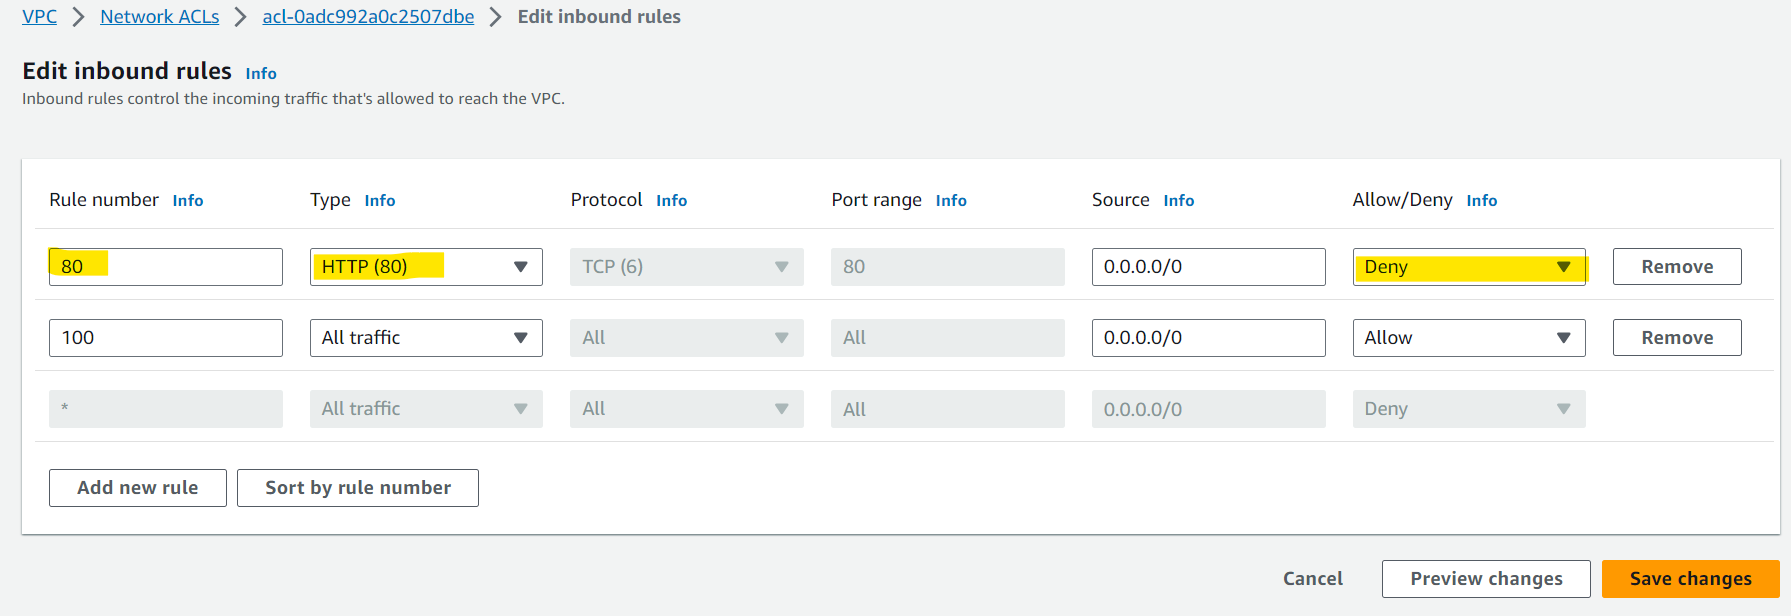 VPC > Network ACLs > acl-0adc992a0c2507dbe > Edit inbound rules
Edit inbound rules Info
Inbound rules control the incoming traffic that's allowed to reach the VPC.
Rule number Info Type Info Protocol Info Port range Info Source Info Allow/Deny Info
80 HTTP (80) TCP (6) 80 0.0.0.0/0 Deny Remove
100 All traffic All All 0.0.0.0/0 Allow Remove
* All traffic All All 0.0.0.0/0 Deny
Add new rule Sort by rule number
Cancel Preview changes Save changes